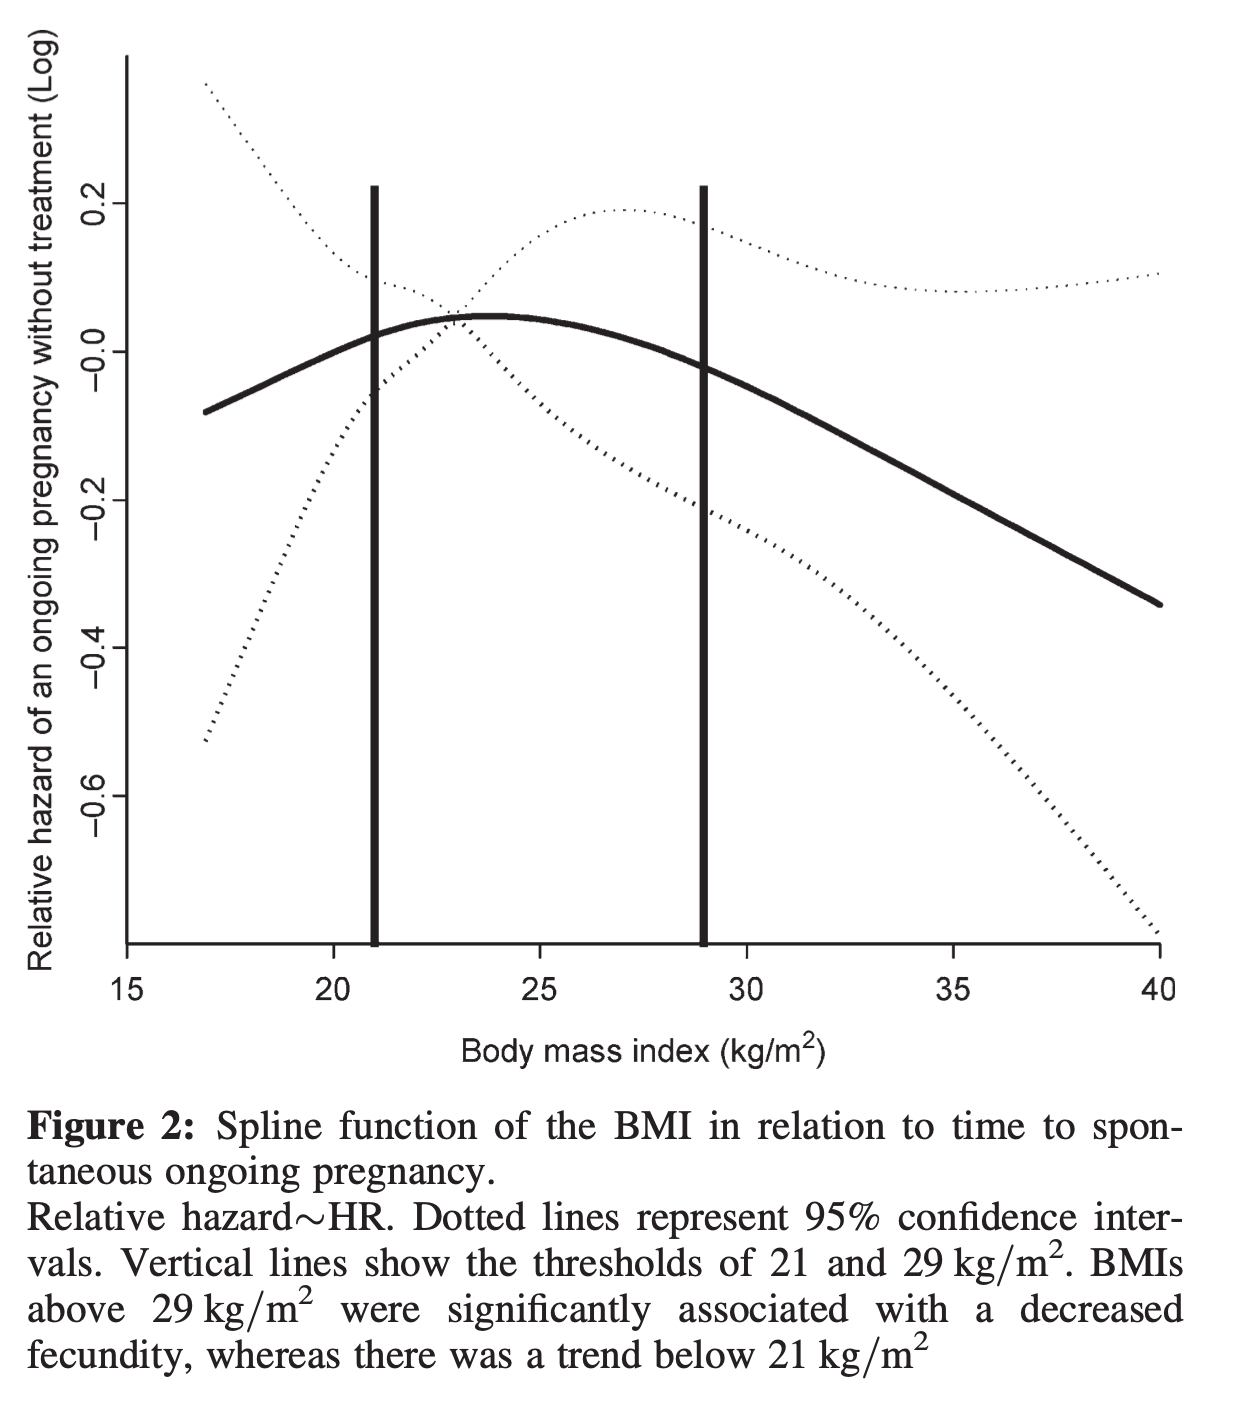 Relative hazard of an ongoing pregnancy without treatment (Log)
0.2
−0.0
−0.2
−0.4
−0.6
15 20 25 30 35 40
Body mass index (kg/m²)
Figure 2: Spline function of the BMI in relation to time to spon-
taneous ongoing pregnancy.
Relative hazard~HR. Dotted lines represent 95% confidence inter-
vals. Vertical lines show the thresholds of 21 and 29 kg/m². BMIs
above 29 kg/m² were significantly associated with a decreased
fecundity, whereas there was a trend below 21 kg/m²